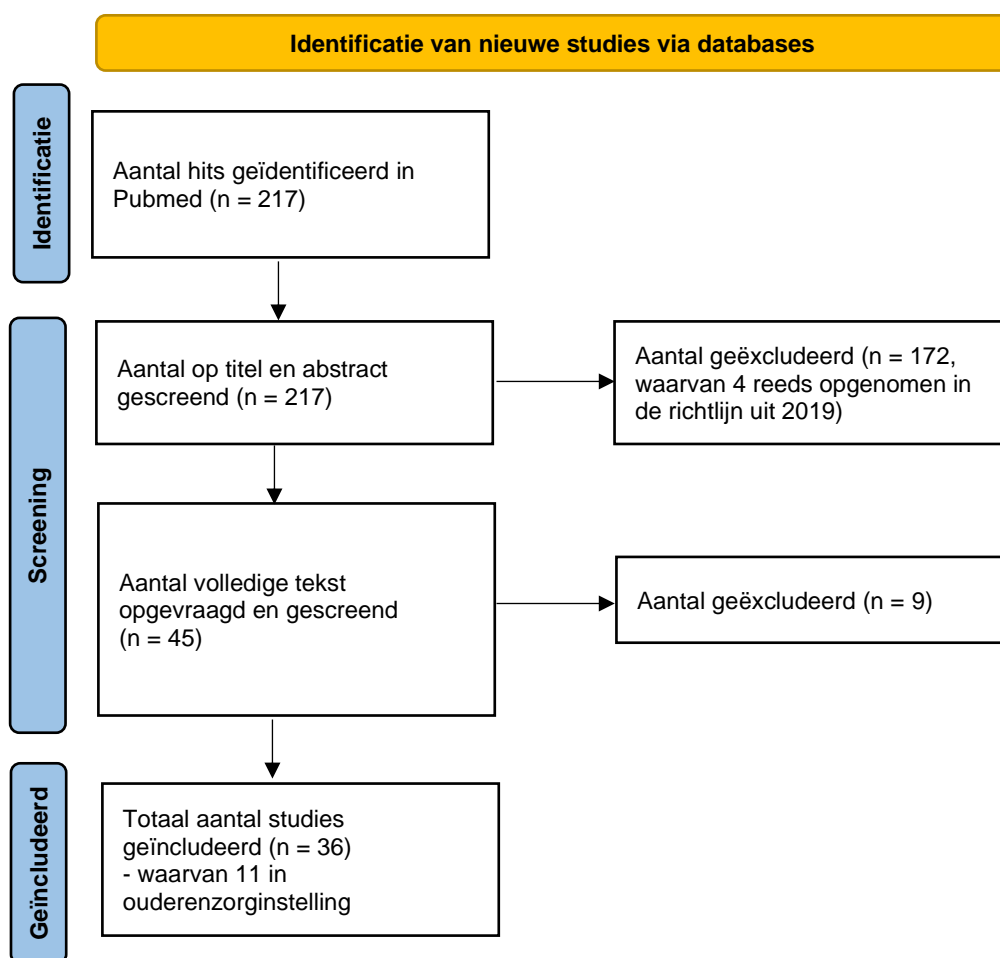 Identificatie van nieuwe studies via databases
Identificatie
Aantal hits geïdentificeerd in
Pubmed (n = 217)
Screening
Aantal op titel en abstract
gescreend (n = 217)
Aantal geëxcludeerd (n = 172,
waarvan 4 reeds opgenomen in
de richtlijn uit 2019)
Aantal volledige tekst
opgevraagd en gescreend
(n = 45)
Aantal geëxcludeerd (n = 9)
Geïncludeerd
Totaal aantal studies
geïncludeerd (n = 36)
- waarvan 11 in
ouderenzorginstelling